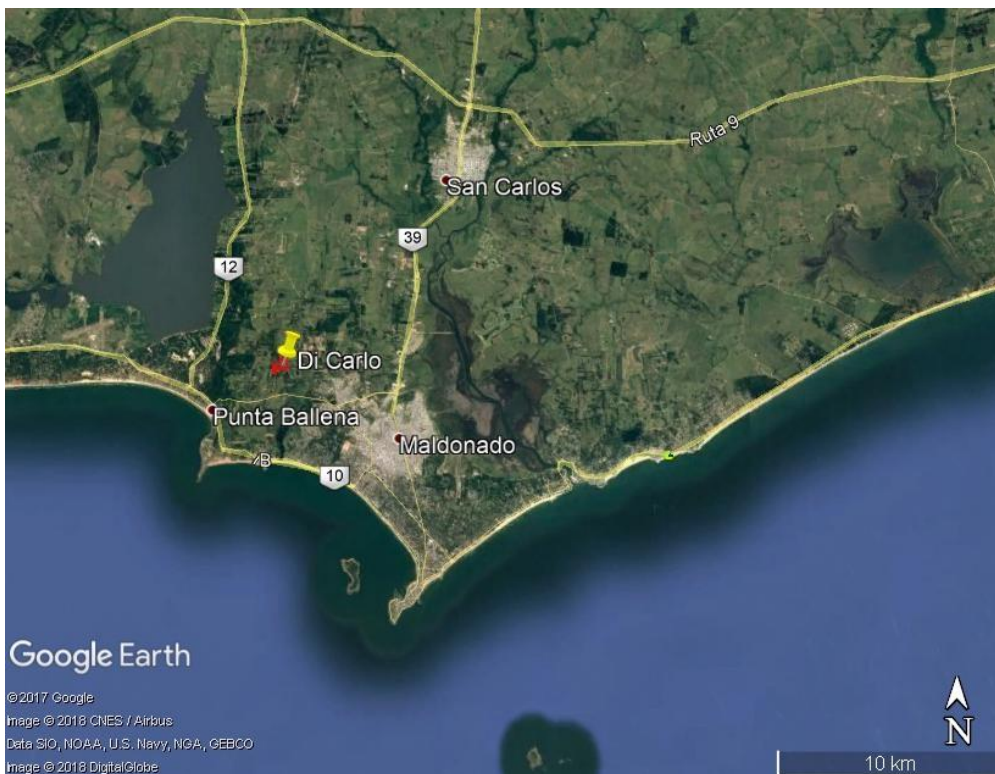 Ruta 9
San Carlos
39
12
Di Carlo
Punta Ballena
Maldonado
10
Google Earth
©2017 Google
Image © 2018 CNES / Airbus
Data SIO, NOAA, U.S. Navy, NGA, GEBCO
Image © 2018 DigitalGlobe
N
10 km